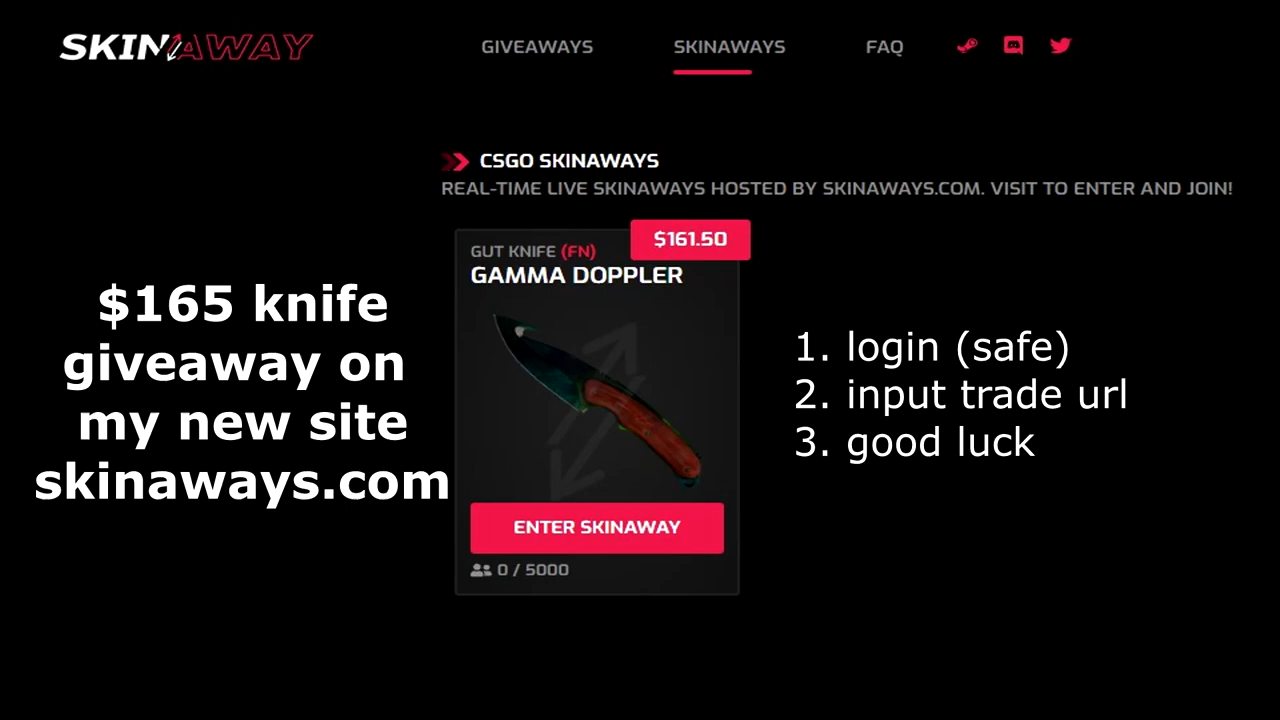 SKINAWAY
GIVEAWAYS
SKINAWAYS
FAQ
CSGO SKINAWAYS
REAL-TIME LIVE SKINAWAYS HOSTED BY SKINAWAYS.COM. VISIT TO ENTER AND JOIN!
$161.50
GUT KNIFE (FN)
GAMMA DOPPLER
ENTER SKINAWAY
0 / 5000
$165 knife
giveaway on
my new site
skinaways.com
1. login (safe)
2. input trade url
3. good luck